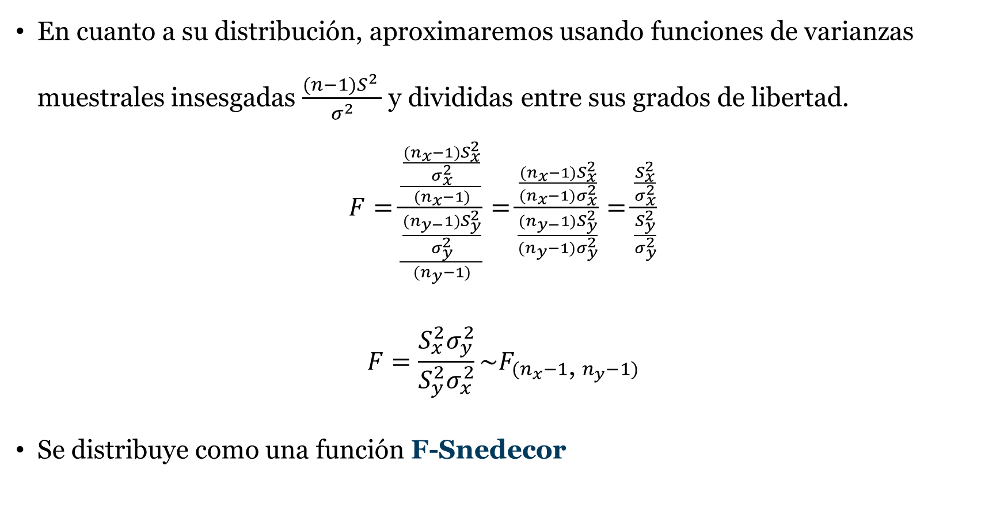 • En cuanto a su distribución, aproximaremos usando funciones de varianzas
muestrales insesgadas \frac{(n-1)S^2}{\sigma^2} y divididas entre sus grados de libertad.
F = \frac{\frac{\frac{(n_x-1)S_x^2}{\sigma_x^2}}{(n_x-1)}}{\frac{\frac{(n_{y-}1)S_y^2}{\sigma_y^2}}{(n_y-1)}} = \frac{\frac{(n_x-1)S_x^2}{(n_x-1)\sigma_x^2}}{\frac{(n_{y-}1)S_y^2}{(n_y-1)\sigma_y^2}} = \frac{\frac{S_x^2}{\sigma_x^2}}{\frac{S_y^2}{\sigma_y^2}}
F = \frac{S_x^2\sigma_y^2}{S_y^2\sigma_x^2} \sim F_{(n_x-1,\ n_y-1)}
• Se distribuye como una función F-Snedecor